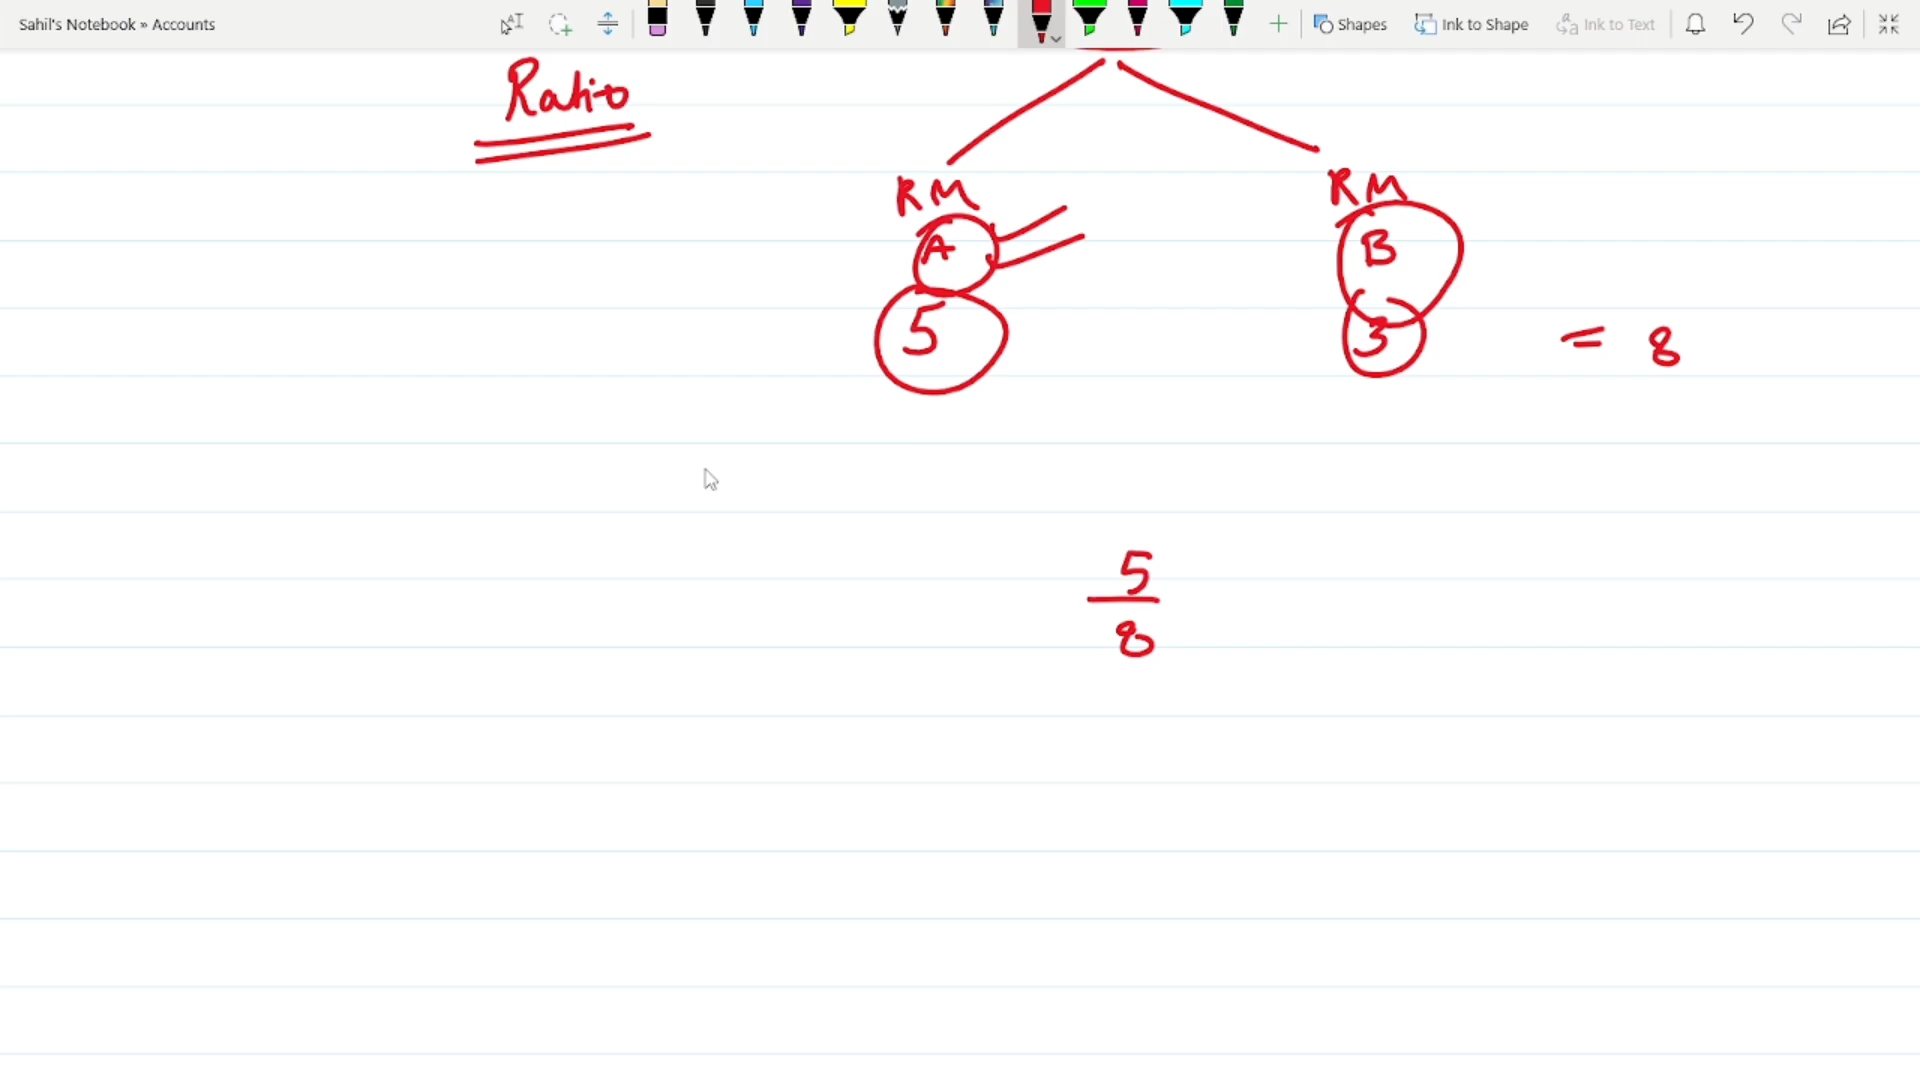 Sahil's Notebook » Accounts
Shapes
Ink to Shape
Ink to Text
Ratio
RM RM
A B
5 3 = 8
5
8